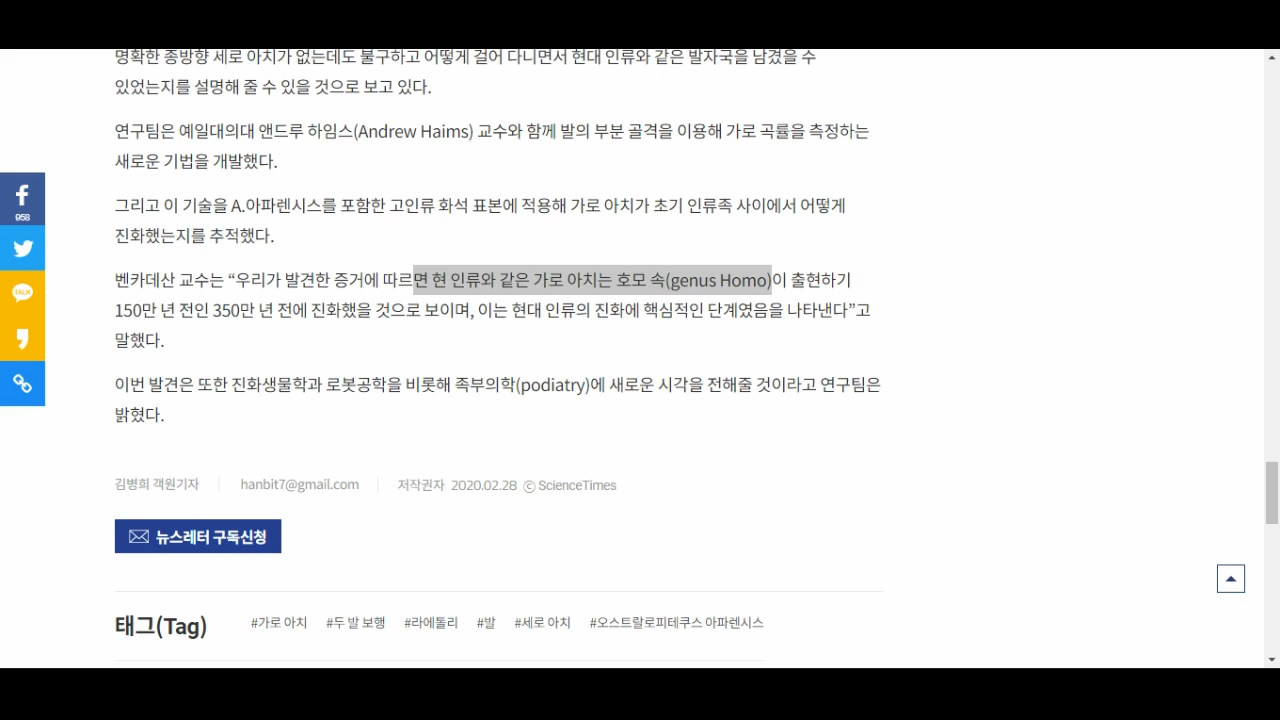 명확한 종방향 세로 아치가 없는데도 불구하고 어떻게 걸어 다니면서 현대 인류와 같은 발자국을 남겼을 수
있었는지를 설명해 줄 수 있을 것으로 보고 있다.
연구팀은 예일대의대 앤드루 하임스(Andrew Haims) 교수와 함께 발의 부분 골격을 이용해 가로 곡률을 측정하는
새로운 기법을 개발했다.
그리고 이 기술을 A.아파렌시스를 포함한 고인류 화석 표본에 적용해 가로 아치가 초기 인류족 사이에서 어떻게
진화했는지를 추적했다.
벤카데산 교수는 “우리가 발견한 증거에 따르면 현 인류와 같은 가로 아치는 호모 속(genus Homo)이 출현하기
150만 년 전인 350만 년 전에 진화했을 것으로 보이며, 이는 현대 인류의 진화에 핵심적인 단계였음을 나타낸다”고
말했다.
이번 발견은 또한 진화생물학과 로봇공학을 비롯해 족부의학(podiatry)에 새로운 시각을 전해줄 것이라고 연구팀은
밝혔다.
958
TALK
김병희 객원기자 hanbit7@gmail.com 저작권자 2020.02.28 ⓒ ScienceTimes
뉴스레터 구독신청
태그(Tag) #가로 아치 #두 발 보행 #라에톨리 #발 #세로 아치 #오스트랄로피테쿠스 아파렌시스